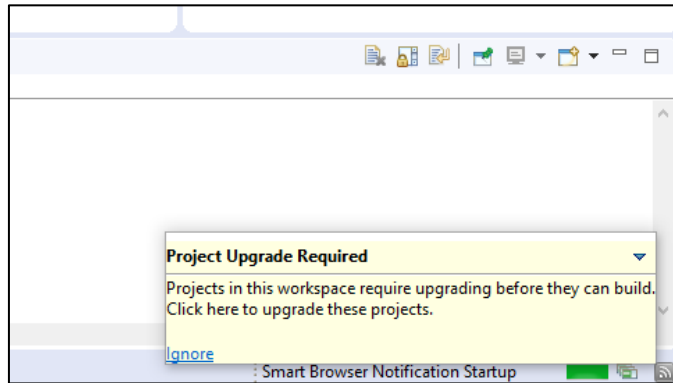 Project Upgrade Required
Projects in this workspace require upgrading before they can build.
Click here to upgrade these projects.
Ignore
Smart Browser Notification Startup